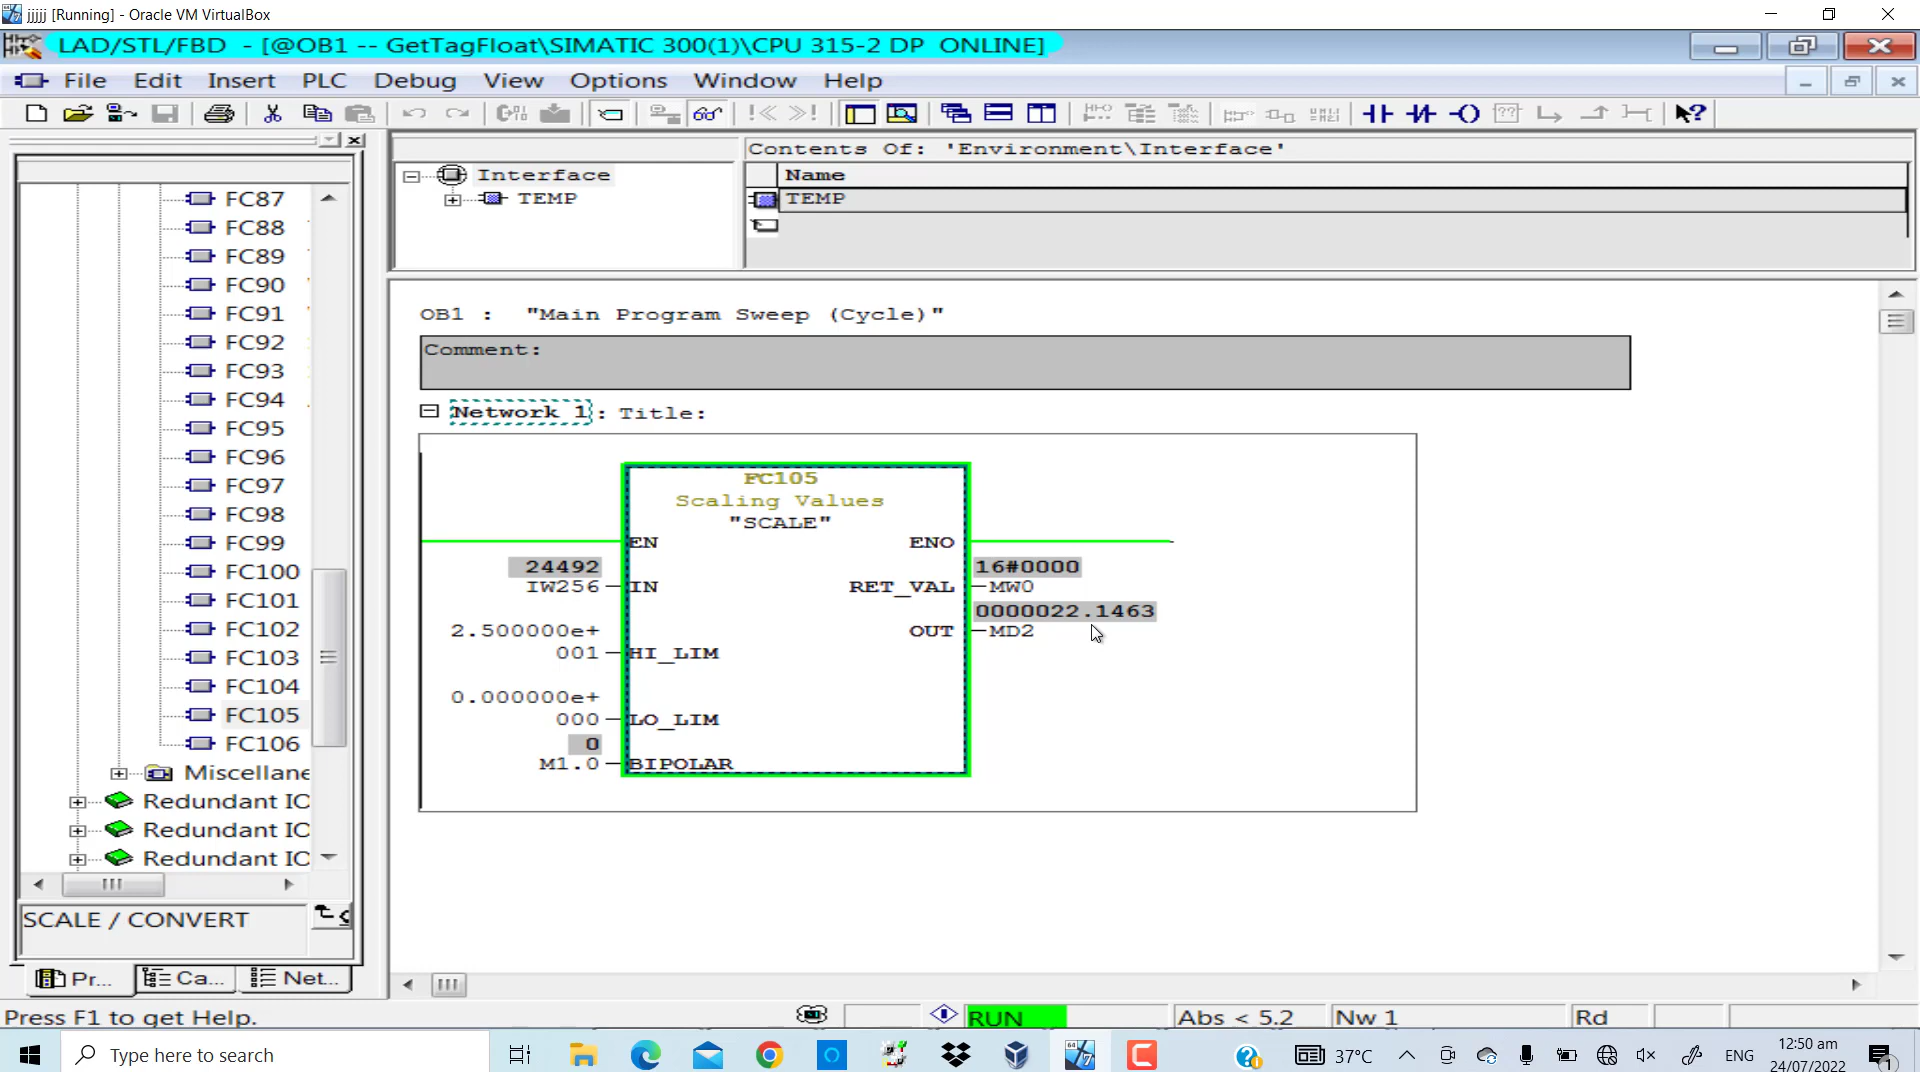 jjjjj [Running] - Oracle VM VirtualBox
LAD/STL/FBD - [@OB1 -- GetTagFloat\SIMATIC 300(1)\CPU 315-2 DP ONLINE]
File Edit Insert PLC Debug View Options Window Help
Contents Of: 'Environment\Interface'
Interface
TEMP
Name
TEMP
FC87
FC88
FC89
FC90
FC91
FC92
FC93
FC94
FC95
FC96
FC97
FC98
FC99
FC100
FC101
FC102
FC103
FC104
FC105
FC106
Miscellane
Redundant IO
Redundant IO
Redundant IO
SCALE / CONVERT
Pr... Ca... Net...
OB1 : "Main Program Sweep (Cycle)"
Comment:
Network 1: Title:
FC105
Scaling Values
"SCALE"
EN ENO
24492 16#0000
IW256 IN RET_VAL MW0
0000022.1463
2.500000e+ OUT MD2
001 HI_LIM
0.000000e+
000 LO_LIM
0
M1.0 BIPOLAR
Press F1 to get Help.
RUN Abs < 5.2 Nw 1 Rd
Type here to search
37°C ENG 12:50 am
24/07/2022
1